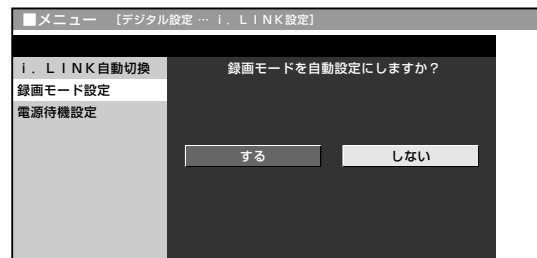 ■メニュー ［デジタル設定 … ｉ．ＬＩＮＫ設定］
ｉ．ＬＩＮＫ自動切換
録画モード設定
電源待機設定
録画モードを自動設定にしますか？
する
しない